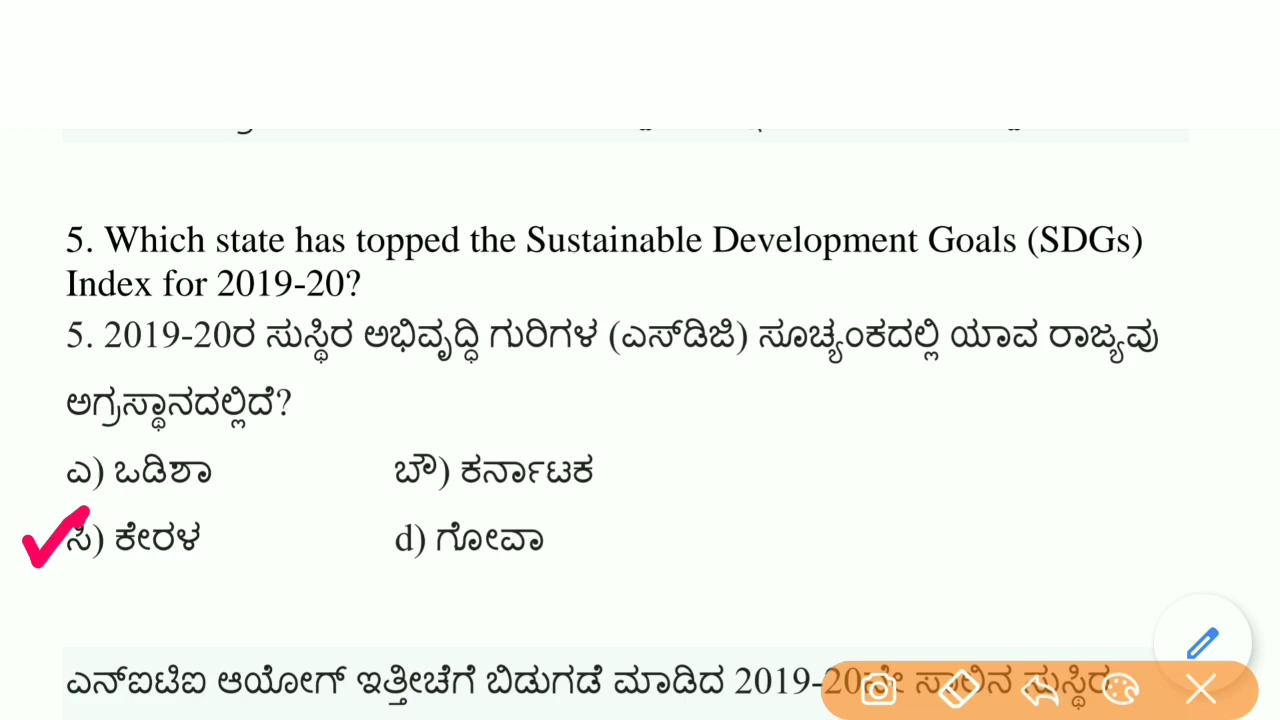 5. Which state has topped the Sustainable Development Goals (SDGs)
Index for 2019-20?
5. 2019-20ರ ಸುಸ್ಥಿರ ಅಭಿವೃದ್ಧಿ ಗುರಿಗಳ (ಎಸ್‌ಡಿಜಿ) ಸೂಚ್ಯಂಕದಲ್ಲಿ ಯಾವ ರಾಜ್ಯವು
ಅಗ್ರಸ್ಥಾನದಲ್ಲಿದೆ?
ಎ) ಒಡಿಶಾ ಬೌ) ಕರ್ನಾಟಕ
ಸಿ) ಕೇರಳ d) ಗೋವಾ
ಎನ್ಐಟಿಐ ಆಯೋಗ್ ಇತ್ತೀಚೆಗೆ ಬಿಡುಗಡೆ ಮಾಡಿದ 2019-20ನೇ ಸಾಲಿನ ಸುಸ್ಥಿರ